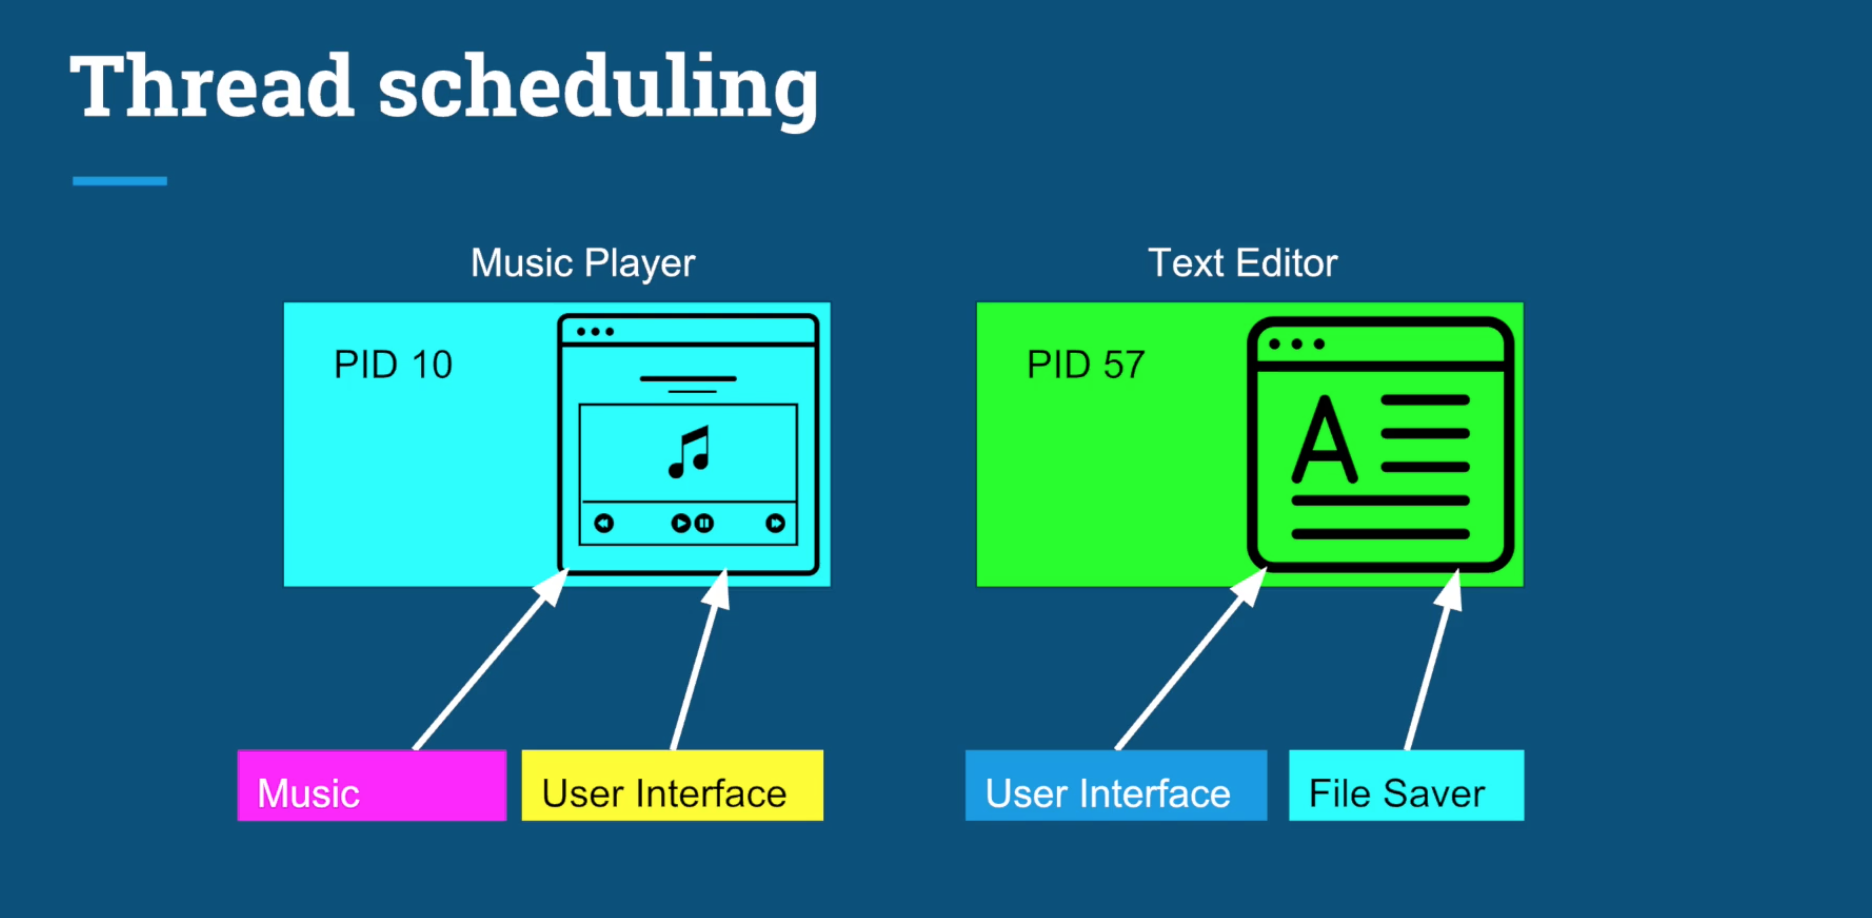 Thread scheduling
Music Player
Text Editor
PID 10
PID 57
A
Music
User Interface
User Interface
File Saver